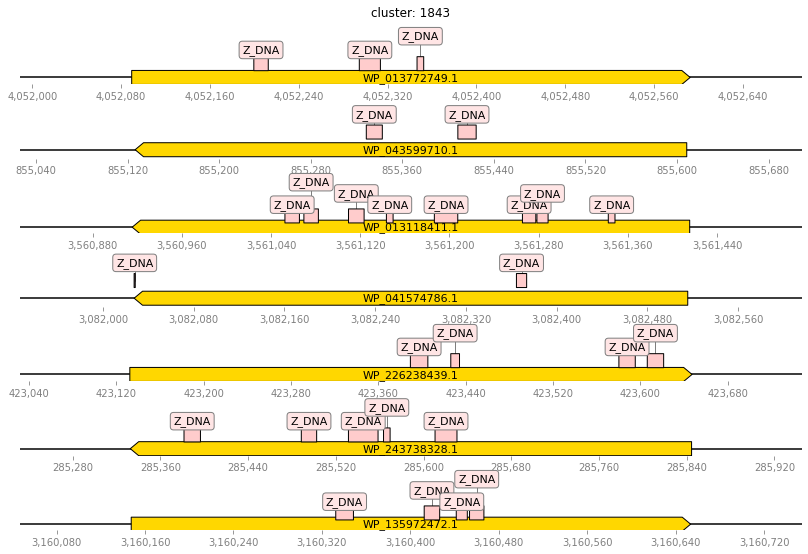 cluster: 1843
Z_DNA
Z_DNA Z_DNA
WP_013772749.1
4,052,000 4,052,080 4,052,160 4,052,240 4,052,320 4,052,400 4,052,480 4,052,560 4,052,640
Z_DNA Z_DNA
WP_043599710.1
855,040 855,120 855,200 855,280 855,360 855,440 855,520 855,600 855,680
Z_DNA
Z_DNA Z_DNA
Z_DNA Z_DNA Z_DNA Z_DNA Z_DNA
WP_013118411.1
3,560,880 3,560,960 3,561,040 3,561,120 3,561,200 3,561,280 3,561,360 3,561,440
Z_DNA Z_DNA
WP_041574786.1
3,082,000 3,082,080 3,082,160 3,082,240 3,082,320 3,082,400 3,082,480 3,082,560
Z_DNA Z_DNA
Z_DNA Z_DNA
WP_226238439.1
423,040 423,120 423,200 423,280 423,360 423,440 423,520 423,600 423,680
Z_DNA
Z_DNA Z_DNA Z_DNA Z_DNA
WP_243738328.1
285,280 285,360 285,440 285,520 285,600 285,680 285,760 285,840 285,920
Z_DNA
Z_DNA
Z_DNA Z_DNA
WP_135972472.1
3,160,080 3,160,160 3,160,240 3,160,320 3,160,400 3,160,480 3,160,560 3,160,640 3,160,720